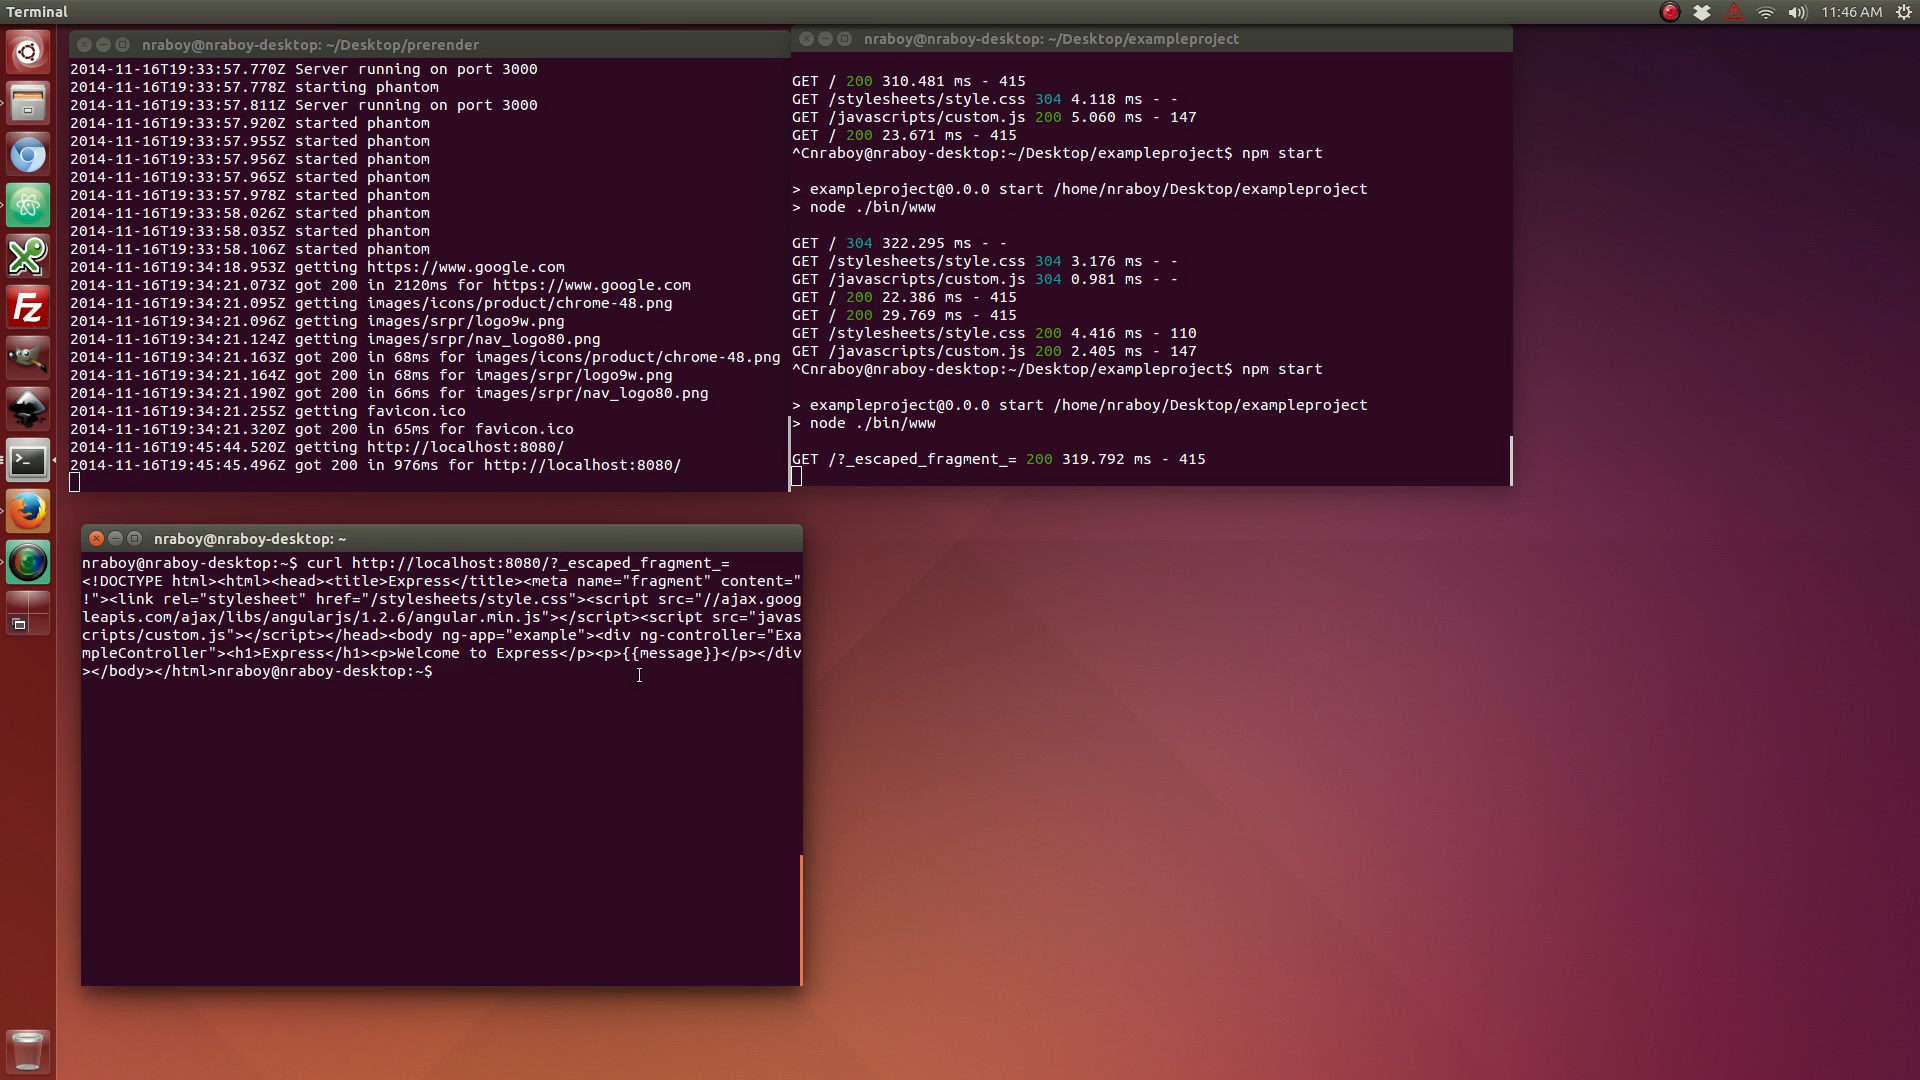 Terminal
11:46 AM
nraboy@nraboy-desktop: ~/Desktop/prerender
2014-11-16T19:33:57.770Z Server running on port 3000
2014-11-16T19:33:57.778Z starting phantom
2014-11-16T19:33:57.811Z Server running on port 3000
2014-11-16T19:33:57.920Z started phantom
2014-11-16T19:33:57.955Z started phantom
2014-11-16T19:33:57.956Z started phantom
2014-11-16T19:33:57.965Z started phantom
2014-11-16T19:33:57.978Z started phantom
2014-11-16T19:33:58.026Z started phantom
2014-11-16T19:33:58.035Z started phantom
2014-11-16T19:33:58.106Z started phantom
2014-11-16T19:34:18.953Z getting https://www.google.com
2014-11-16T19:34:21.073Z got 200 in 2120ms for https://www.google.com
2014-11-16T19:34:21.095Z getting images/icons/product/chrome-48.png
2014-11-16T19:34:21.096Z getting images/srpr/logo9w.png
2014-11-16T19:34:21.124Z getting images/srpr/nav_logo80.png
2014-11-16T19:34:21.163Z got 200 in 68ms for images/icons/product/chrome-48.png
2014-11-16T19:34:21.164Z got 200 in 68ms for images/srpr/logo9w.png
2014-11-16T19:34:21.190Z got 200 in 66ms for images/srpr/nav_logo80.png
2014-11-16T19:34:21.255Z getting favicon.ico
2014-11-16T19:34:21.320Z got 200 in 65ms for favicon.ico
2014-11-16T19:45:44.520Z getting http://localhost:8080/
2014-11-16T19:45:45.496Z got 200 in 976ms for http://localhost:8080/
nraboy@nraboy-desktop: ~/Desktop/exampleproject
GET / 200 310.481 ms - 415
GET /stylesheets/style.css 304 4.118 ms - -
GET /javascripts/custom.js 200 5.060 ms - 147
GET / 200 23.671 ms - 415
^Cnraboy@nraboy-desktop:~/Desktop/exampleproject$ npm start
> exampleproject@0.0.0 start /home/nraboy/Desktop/exampleproject
> node ./bin/www
GET / 304 322.295 ms - -
GET /stylesheets/style.css 304 3.176 ms - -
GET /javascripts/custom.js 304 0.981 ms - -
GET / 200 22.386 ms - 415
GET / 200 29.769 ms - 415
GET /stylesheets/style.css 200 4.416 ms - 110
GET /javascripts/custom.js 200 2.405 ms - 147
^Cnraboy@nraboy-desktop:~/Desktop/exampleproject$ npm start
> exampleproject@0.0.0 start /home/nraboy/Desktop/exampleproject
> node ./bin/www
GET /?_escaped_fragment_= 200 319.792 ms - 415
nraboy@nraboy-desktop: ~
nraboy@nraboy-desktop:~$ curl http://localhost:8080/?_escaped_fragment_=
<!DOCTYPE html><html><head><title>Express</title><meta name="fragment" content="
!"><link rel="stylesheet" href="/stylesheets/style.css"><script src="//ajax.goog
leapis.com/ajax/libs/angularjs/1.2.6/angular.min.js"></script><script src="javas
cripts/custom.js"></script></head><body ng-app="example"><div ng-controller="Exa
mpleController"><h1>Express</h1><p>Welcome to Express</p><p>{{message}}</p></div
></body></html>nraboy@nraboy-desktop:~$
Fz